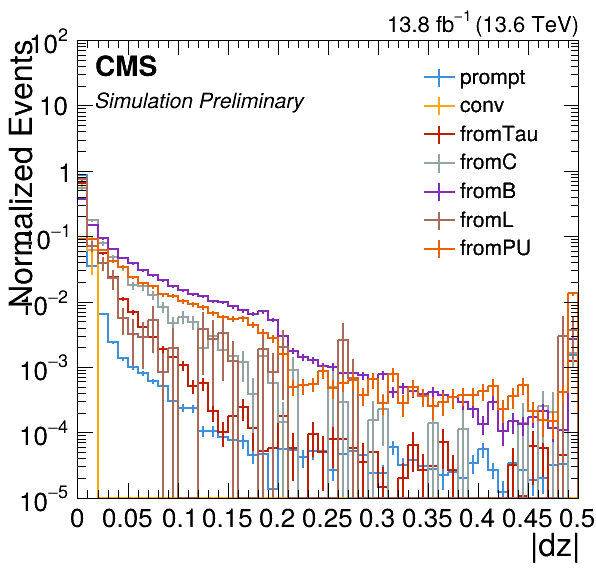 13.8 fb⁻¹ (13.6 TeV)
CMS
Simulation Preliminary
prompt
conv
fromTau
fromC
fromB
fromL
fromPU
Normalized Events
10²
10
1
10⁻¹
10⁻²
10⁻³
10⁻⁴
10⁻⁵
0 0.05 0.1 0.15 0.2 0.25 0.3 0.35 0.4 0.45 0.5
|dz|